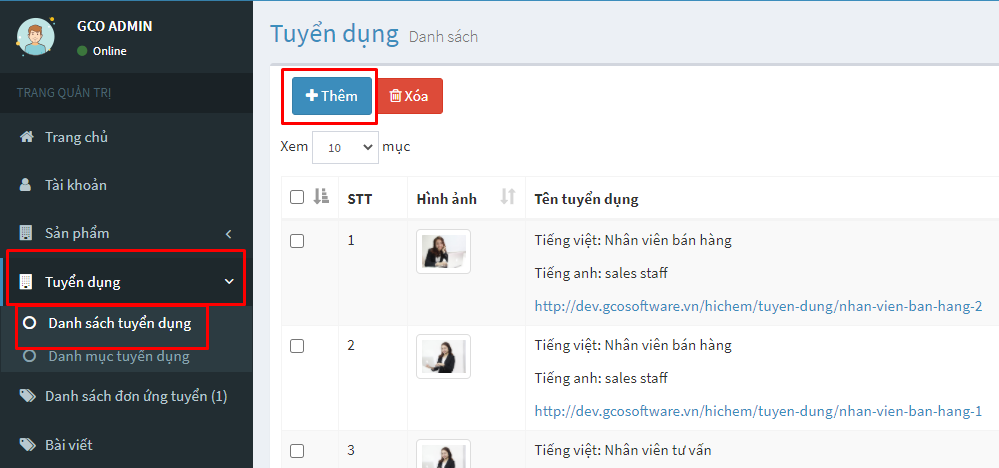 GCO ADMIN
Online
TRANG QUẢN TRỊ
Trang chủ
Tài khoản
Sản phẩm
Tuyển dụng
Danh sách tuyển dụng
Danh mục tuyển dụng
Danh sách đơn ứng tuyển (1)
Bài viết
Tuyển dụng Danh sách
Thêm Xóa
Xem 10 mục
STT Hình ảnh Tên tuyển dụng
1 Tiếng việt: Nhân viên bán hàng
Tiếng anh: sales staff
http://dev.gcosoftware.vn/hichem/tuyen-dung/nhan-vien-ban-hang-2
2 Tiếng việt: Nhân viên bán hàng
Tiếng anh: sales staff
http://dev.gcosoftware.vn/hichem/tuyen-dung/nhan-vien-ban-hang-1
3 Tiếng việt: Nhân viên tư vấn